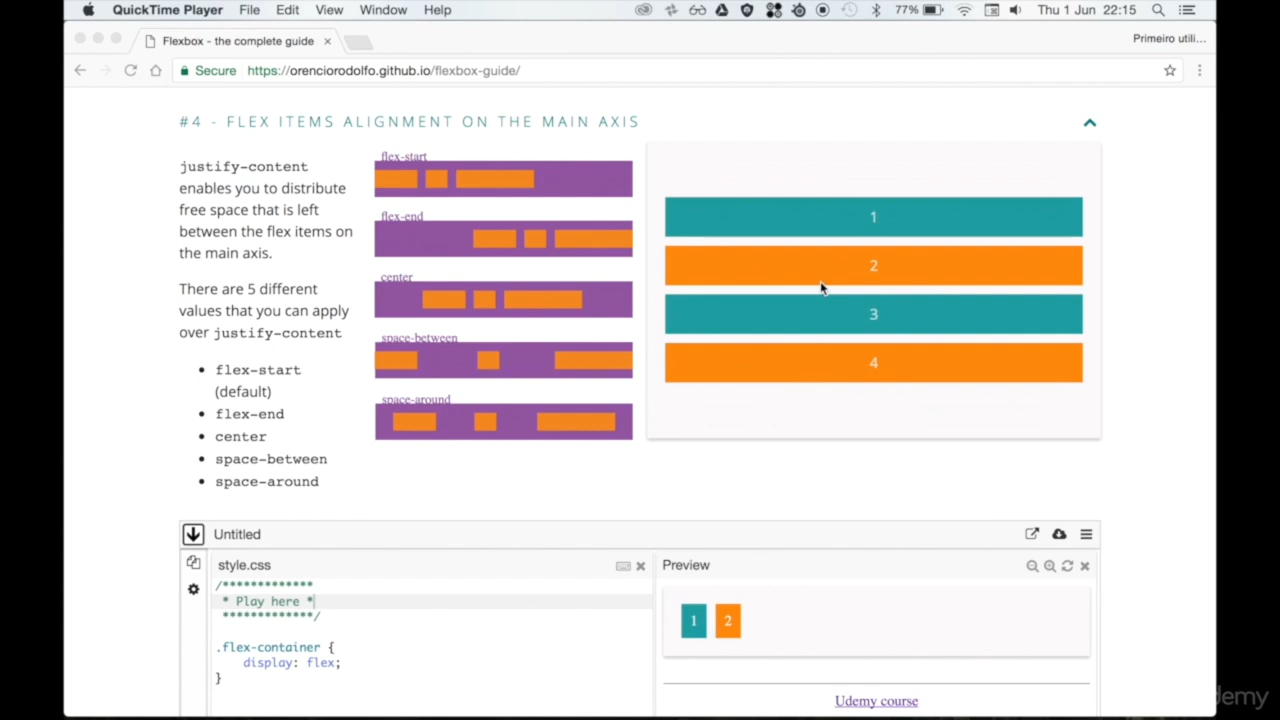 QuickTime Player File Edit View Window Help 77% Thu 1 Jun 22:15
Flexbox - the complete guide
Primeiro utili...
Secure https://orenciorodolfo.github.io/flexbox-guide/
#4 - FLEX ITEMS ALIGNMENT ON THE MAIN AXIS
justify-content
enables you to distribute
free space that is left
between the flex items on
the main axis.
There are 5 different
values that you can apply
over justify-content
• flex-start
(default)
• flex-end
• center
• space-between
• space-around
flex-start
flex-end
center
space-between
space-around
1
2
3
4
Untitled
style.css
/*************
* Play here *
*************/
.flex-container {
display: flex;
}
Preview
1 2
Udemy course
demy